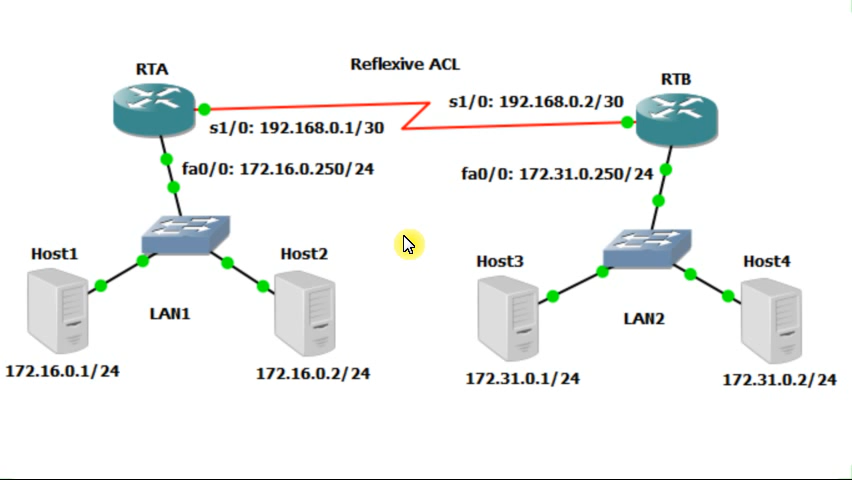 Reflexive ACL
RTA
RTB
s1/0: 192.168.0.1/30
s1/0: 192.168.0.2/30
fa0/0: 172.16.0.250/24
fa0/0: 172.31.0.250/24
Host1
Host2
Host3
Host4
LAN1
LAN2
172.16.0.1/24
172.16.0.2/24
172.31.0.1/24
172.31.0.2/24